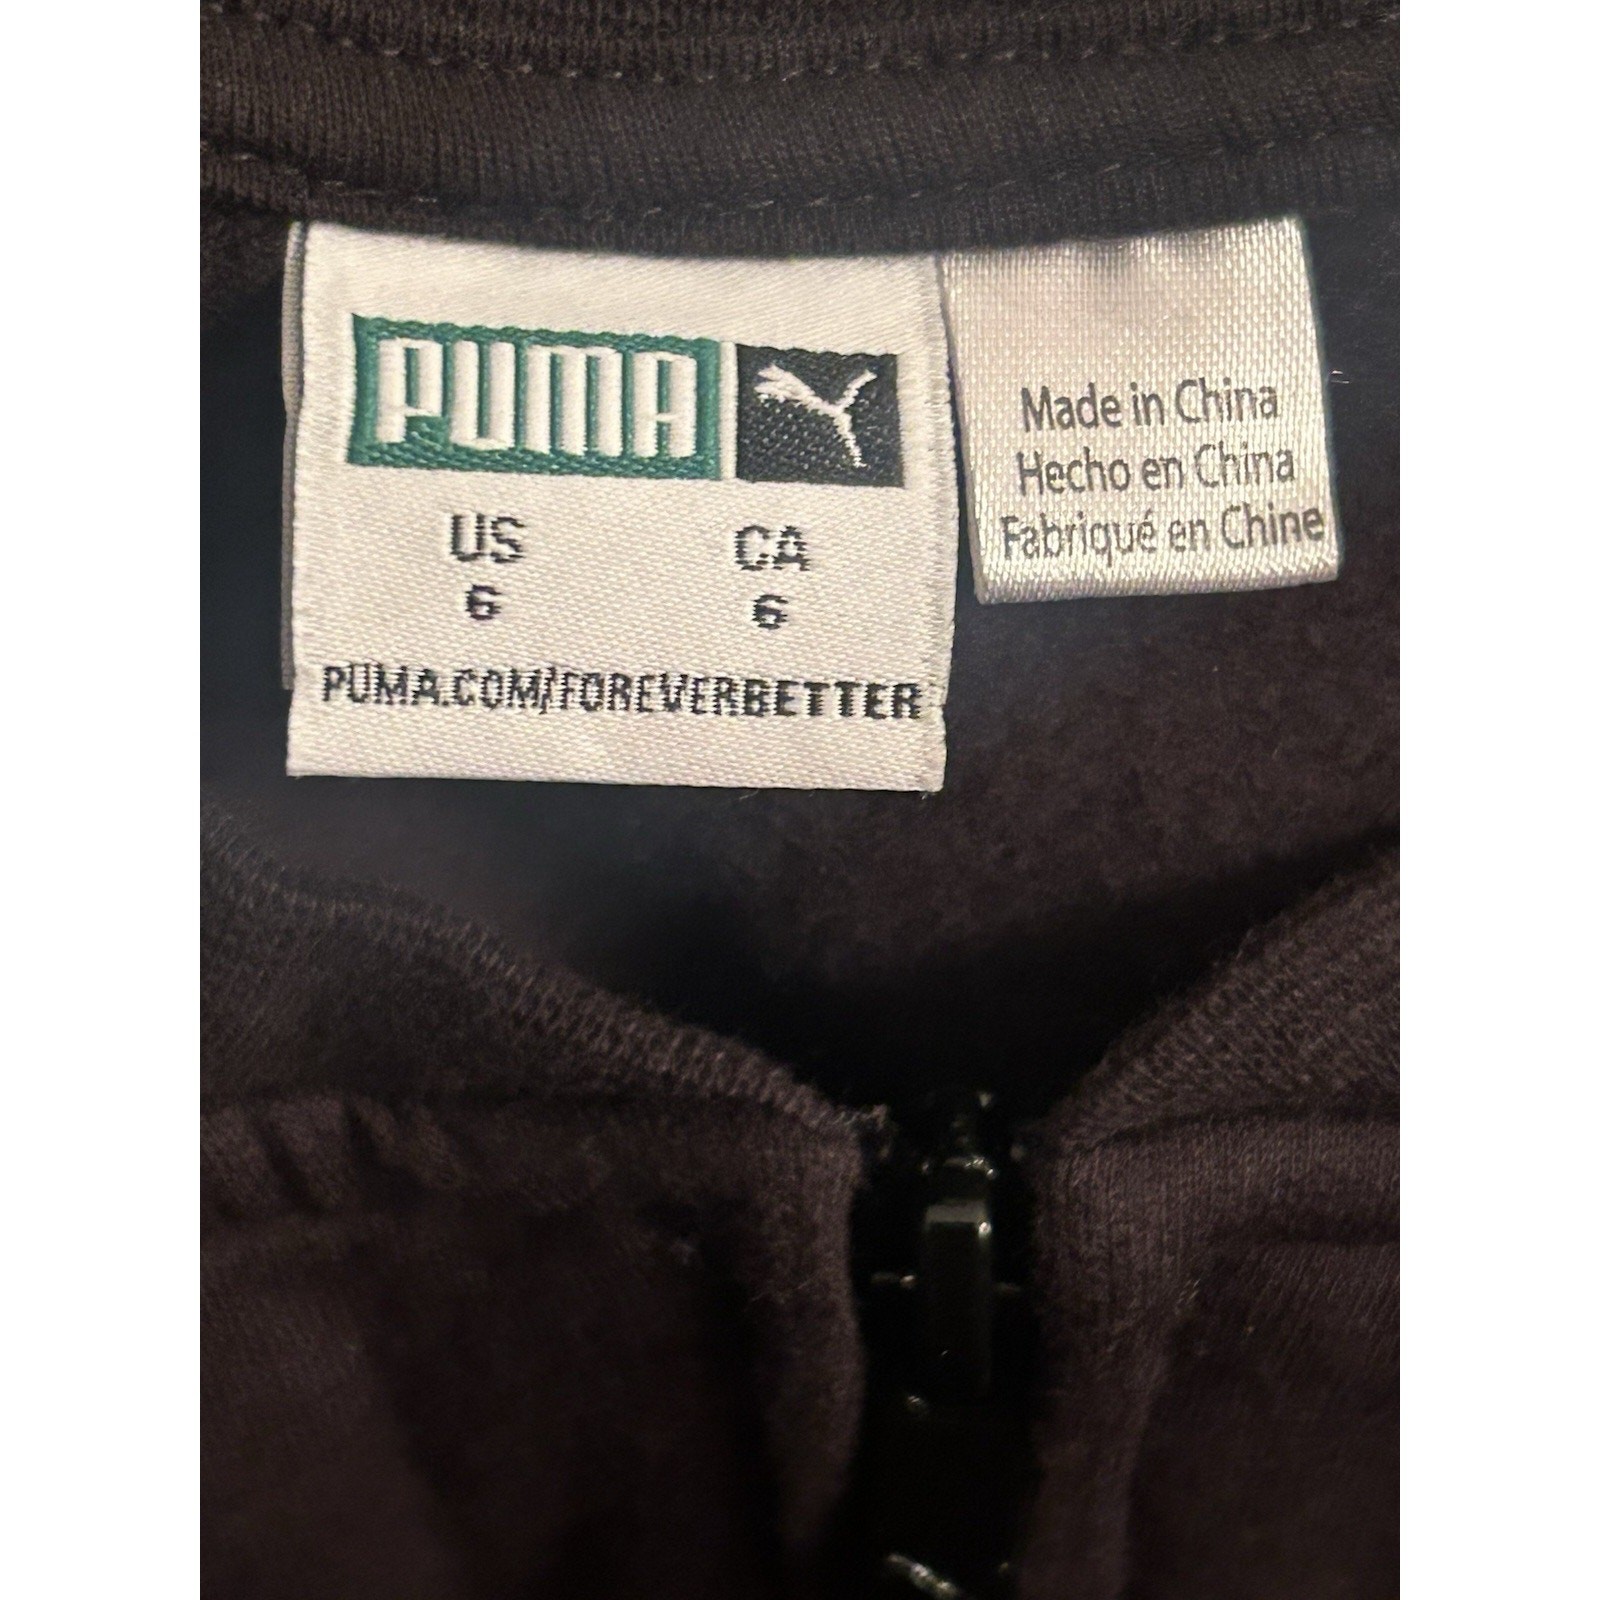 PUMA
US CA
6 6
PUMA.COM/FOREVERBETTER
Made in China
Hecho en China
Fabriqué en Chine